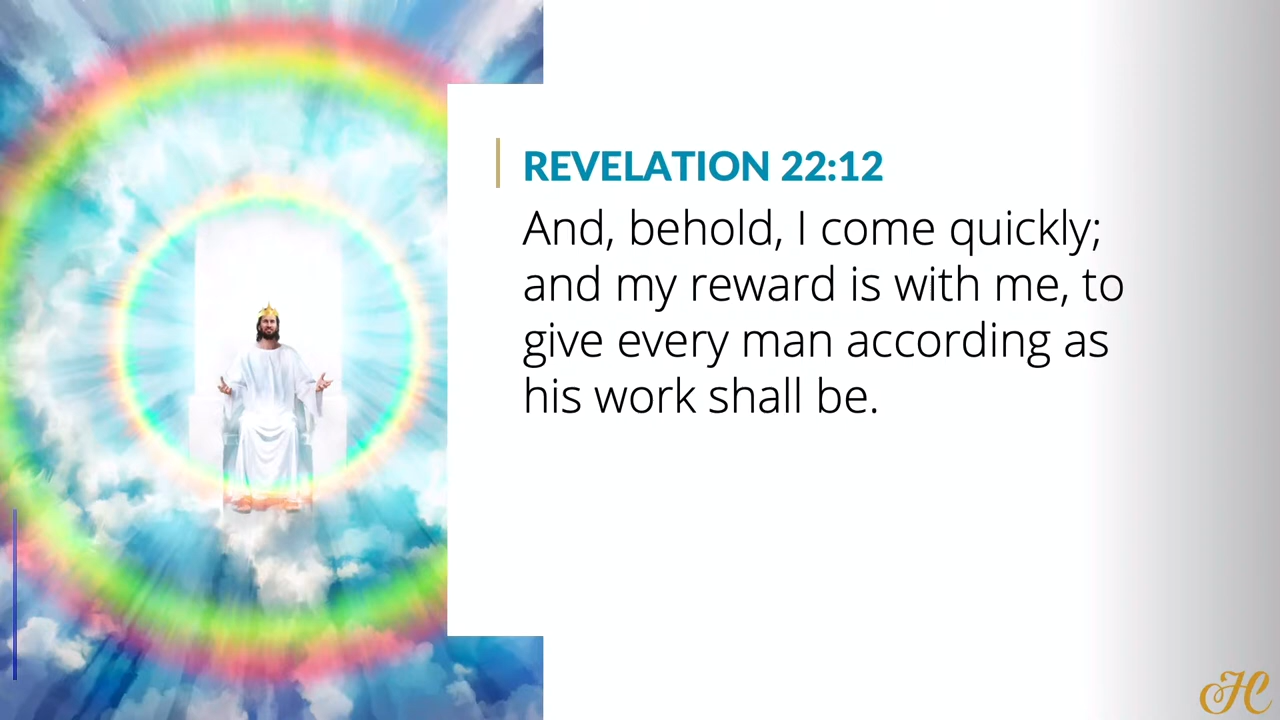 REVELATION 22:12
And, behold, I come quickly;
and my reward is with me, to
give every man according as
his work shall be.
HC